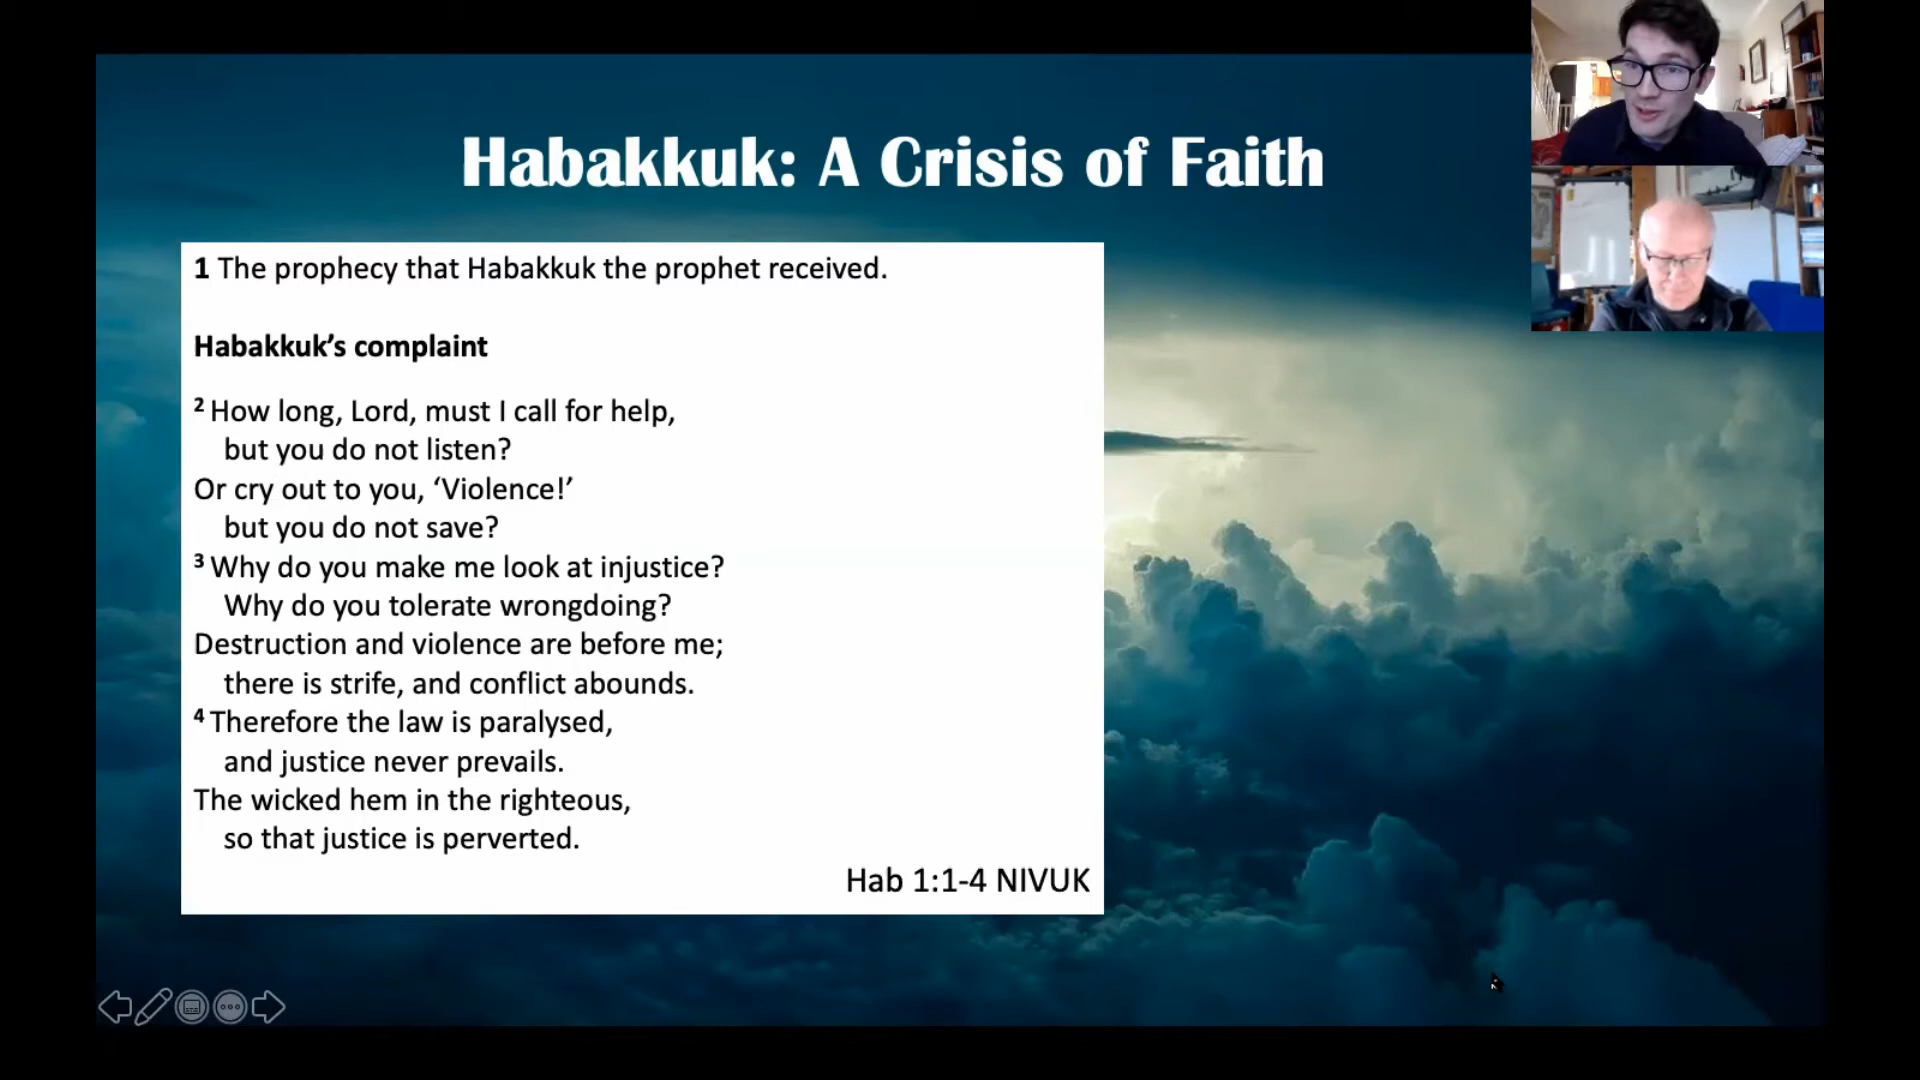 Habakkuk: A Crisis of Faith
1 The prophecy that Habakkuk the prophet received.
Habakkuk’s complaint
2 How long, Lord, must I call for help,
but you do not listen?
Or cry out to you, ‘Violence!’
but you do not save?
3 Why do you make me look at injustice?
Why do you tolerate wrongdoing?
Destruction and violence are before me;
there is strife, and conflict abounds.
4 Therefore the law is paralysed,
and justice never prevails.
The wicked hem in the righteous,
so that justice is perverted.
Hab 1:1-4 NIVUK